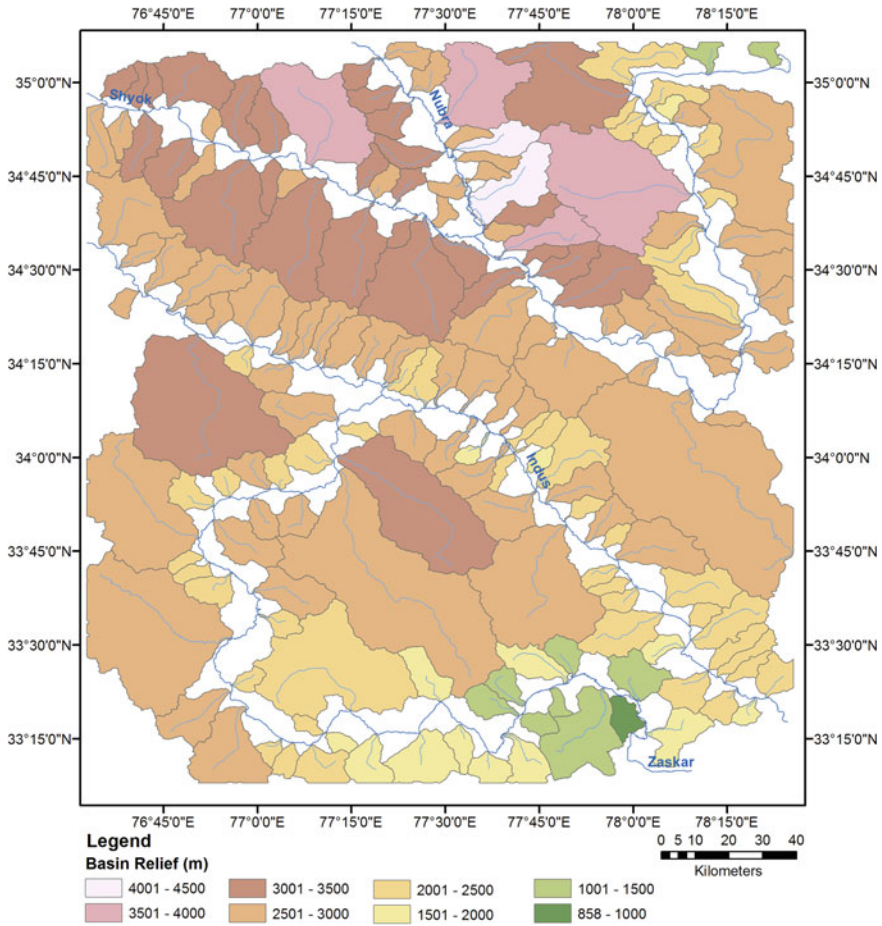 76°45'0"E 77°0'0"E 77°15'0"E 77°30'0"E 77°45'0"E 78°0'0"E 78°15'0"E
35°0'0"N 35°0'0"N
Shyok
Nubra
34°45'0"N 34°45'0"N
34°30'0"N 34°30'0"N
34°15'0"N 34°15'0"N
34°0'0"N 34°0'0"N
Indus
33°45'0"N 33°45'0"N
33°30'0"N 33°30'0"N
33°15'0"N 33°15'0"N
Zaskar
76°45'0"E 77°0'0"E 77°15'0"E 77°30'0"E 77°45'0"E 78°0'0"E 78°15'0"E
Legend
Basin Relief (m)
4001 - 4500 3001 - 3500 2001 - 2500 1001 - 1500
3501 - 4000 2501 - 3000 1501 - 2000 858 - 1000
0 5 10 20 30 40
Kilometers